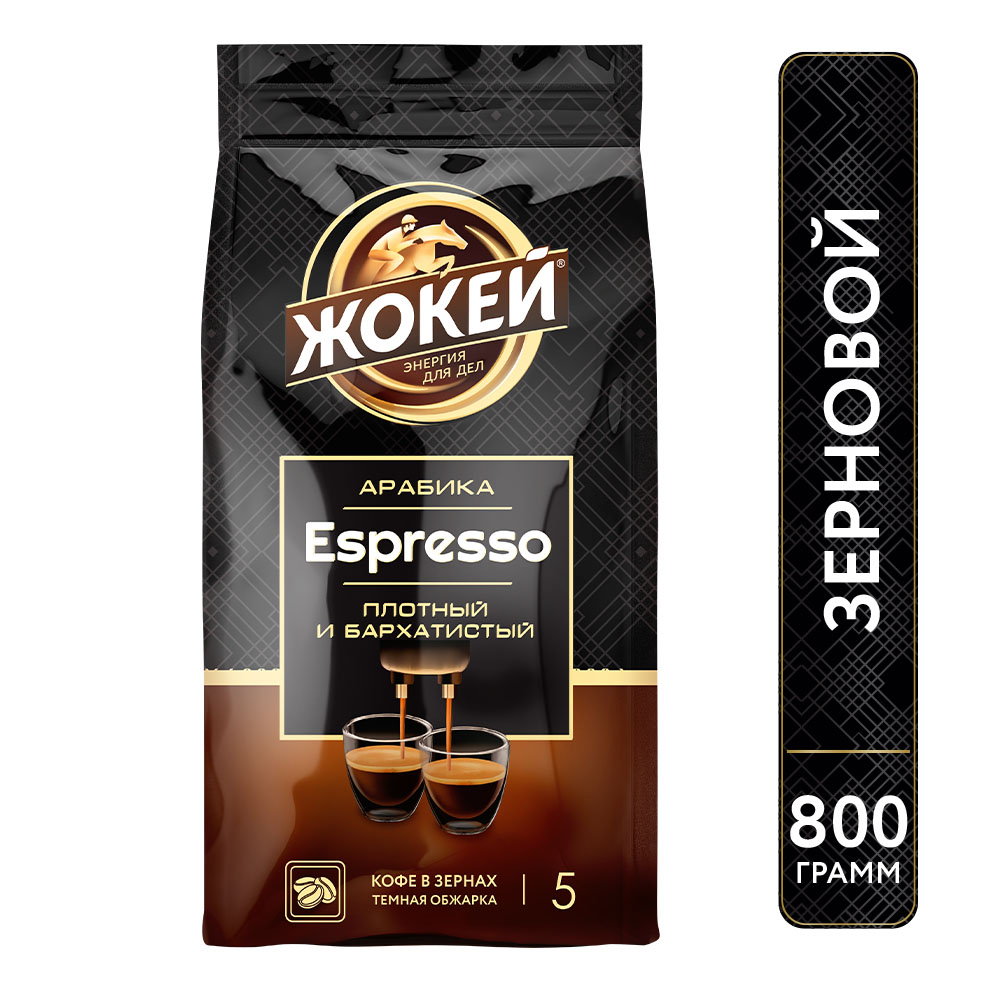 ЖОКЕЙ®
ЭНЕРГИЯ
ДЛЯ ДЕЛ
АРАБИКА
Espresso
ПЛОТНЫЙ
И БАРХАТИСТЫЙ
КОФЕ В ЗЕРНАХ
ТЕМНАЯ ОБЖАРКА
5
ЗЕРНОВОЙ
800
ГРАММ